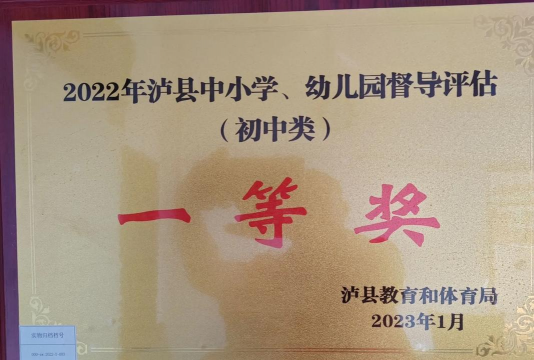 2022年泸县中小学、幼儿园督导评估
（初中类）
一等奖
泸县教育和体育局
2023年1月